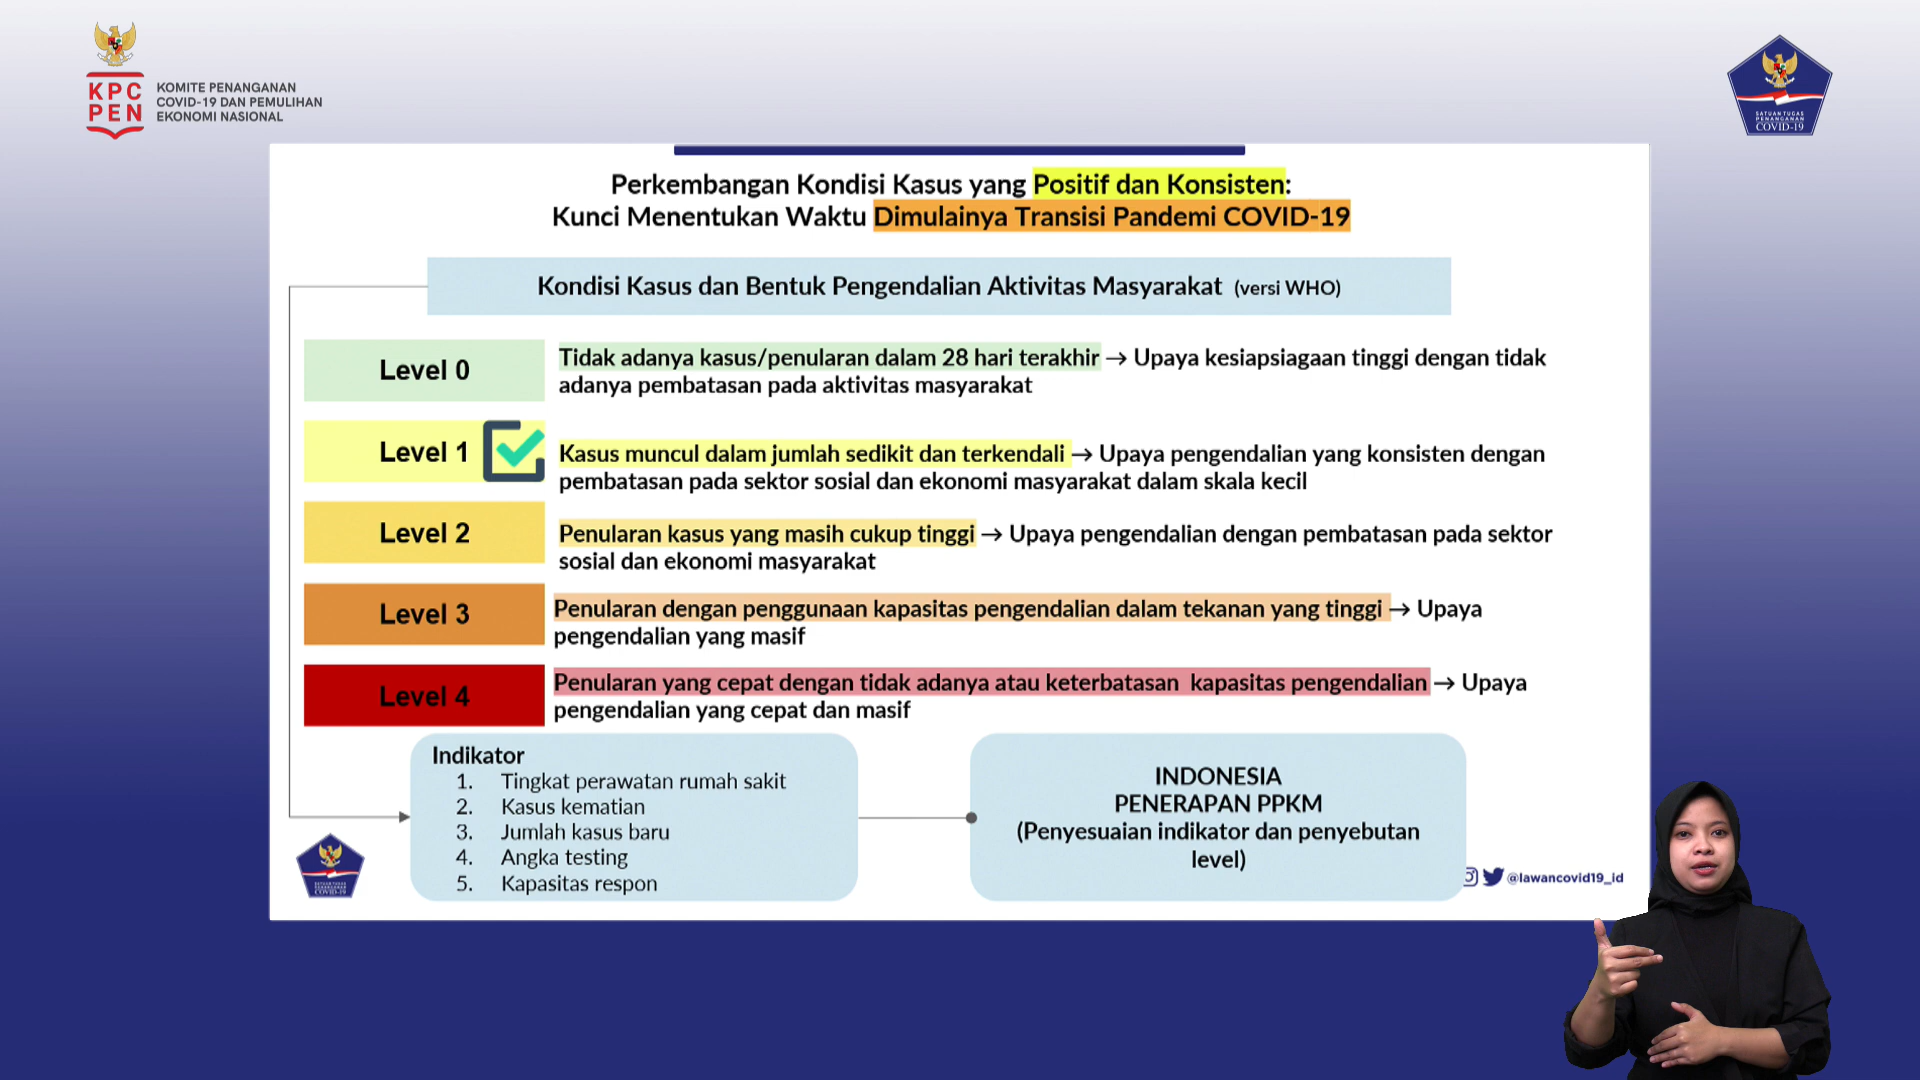 KPC
PEN
KOMITE PENANGANAN
COVID-19 DAN PEMULIHAN
EKONOMI NASIONAL
SATUAN TUGAS
PENANGANAN
COVID-19
Perkembangan Kondisi Kasus yang Positif dan Konsisten:
Kunci Menentukan Waktu Dimulainya Transisi Pandemi COVID-19
Kondisi Kasus dan Bentuk Pengendalian Aktivitas Masyarakat (versi WHO)
Level 0
Tidak adanya kasus/penularan dalam 28 hari terakhir → Upaya kesiapsiagaan tinggi dengan tidak
adanya pembatasan pada aktivitas masyarakat
Level 1
Kasus muncul dalam jumlah sedikit dan terkendali → Upaya pengendalian yang konsisten dengan
pembatasan pada sektor sosial dan ekonomi masyarakat dalam skala kecil
Level 2
Penularan kasus yang masih cukup tinggi → Upaya pengendalian dengan pembatasan pada sektor
sosial dan ekonomi masyarakat
Level 3
Penularan dengan penggunaan kapasitas pengendalian dalam tekanan yang tinggi → Upaya
pengendalian yang masif
Level 4
Penularan yang cepat dengan tidak adanya atau keterbatasan kapasitas pengendalian → Upaya
pengendalian yang cepat dan masif
Indikator
1. Tingkat perawatan rumah sakit
2. Kasus kematian
3. Jumlah kasus baru
4. Angka testing
5. Kapasitas respon
INDONESIA
PENERAPAN PPKM
(Penyesuaian indikator dan penyebutan
level)
SATUAN TUGAS
PENANGANAN
COVID-19
@lawancovid19_id